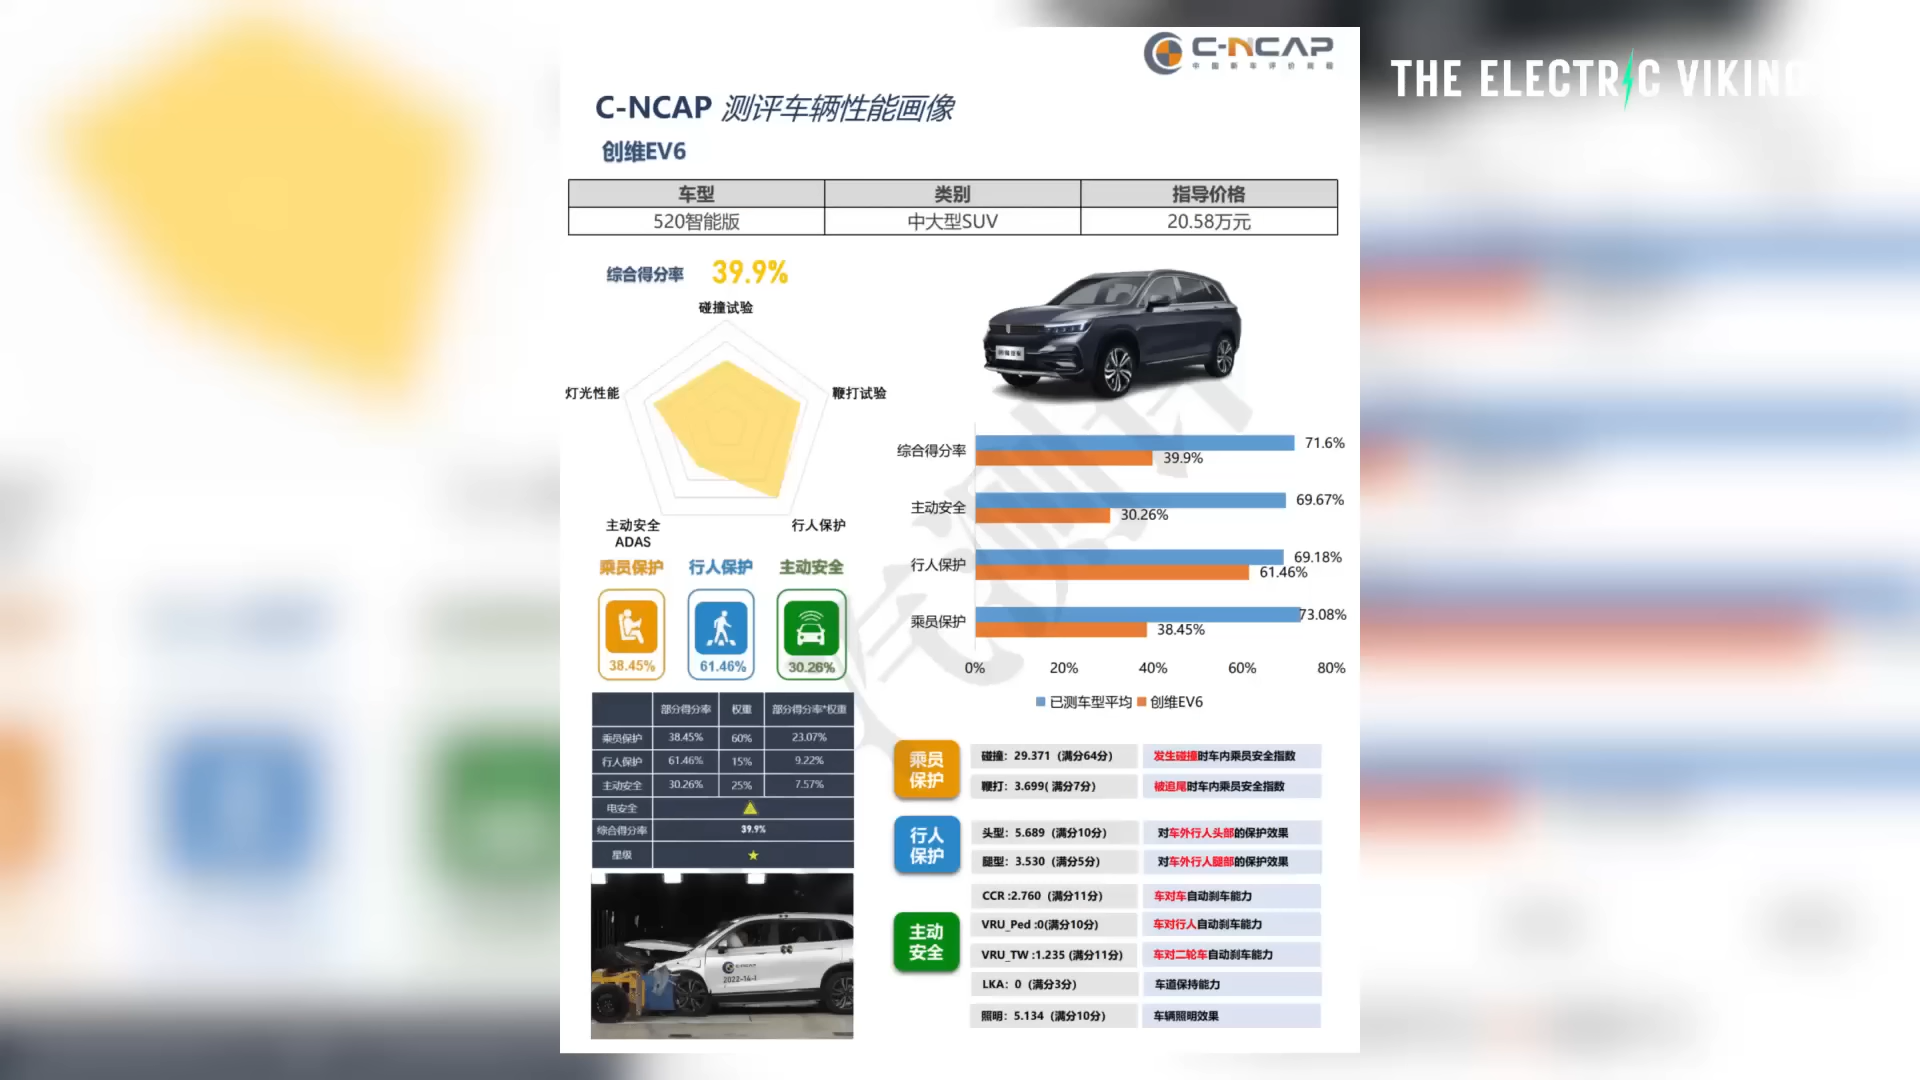 C-NCAP
中国新车评价规程
THE ELECTRIC VIKING
C-NCAP 测评车辆性能画像
创维EV6
车型 类别 指导价格
520智能版 中大型SUV 20.58万元
综合得分率 39.9%
碰撞试验
灯光性能
鞭打试验
主动安全
ADAS
行人保护
乘员保护 行人保护 主动安全
38.45% 61.46% 30.26%
综合得分率 71.6%
39.9%
主动安全 69.67%
30.26%
行人保护 69.18%
61.46%
乘员保护 73.08%
38.45%
0% 20% 40% 60% 80%
已测车型平均 创维EV6
部分得分率 权重 部分得分率*权重
乘员保护 38.45% 60% 23.07%
行人保护 61.46% 15% 9.22%
主动安全 30.26% 25% 7.57%
电安全
综合得分率 39.9%
星级 ★
C-NCAP
2022-14-1
乘员
保护
碰撞：29.371（满分64分） 发生碰撞时车内乘员安全指数
鞭打：3.699( 满分7分） 被追尾时车内乘员安全指数
行人
保护
头型：5.689（满分10分） 对车外行人头部的保护效果
腿型：3.530（满分5分） 对车外行人腿部的保护效果
主动
安全
CCR :2.760（满分11分） 车对车自动刹车能力
VRU_Ped :0(满分10分） 车对行人自动刹车能力
VRU_TW :1.235 (满分11分） 车对二轮车自动刹车能力
LKA：0（满分3分） 车道保持能力
照明：5.134（满分10分） 车辆照明效果